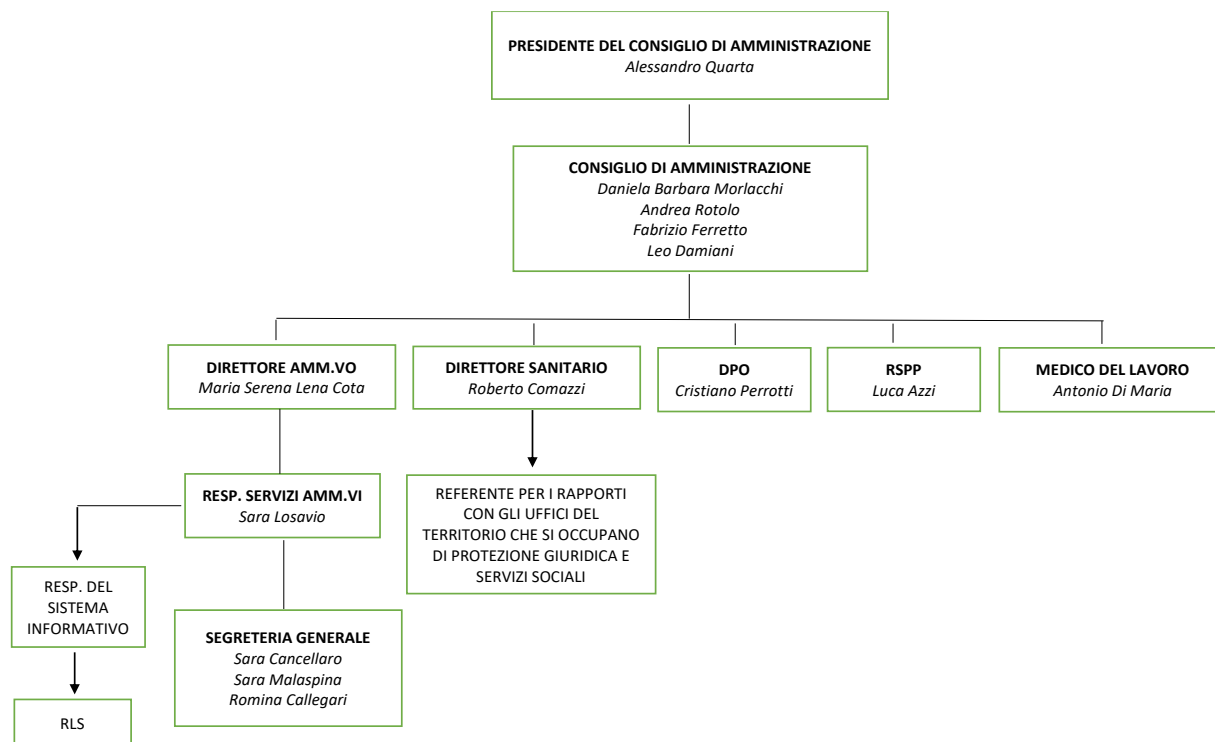 PRESIDENTE DEL CONSIGLIO DI AMMINISTRAZIONE
Alessandro Quarta
CONSIGLIO DI AMMINISTRAZIONE
Daniela Barbara Morlacchi
Andrea Rotolo
Fabrizio Ferretto
Leo Damiani
DIRETTORE AMM.VO
Maria Serena Lena Cota
DIRETTORE SANITARIO
Roberto Comazzi
DPO
Cristiano Perrotti
RSPP
Luca Azzi
MEDICO DEL LAVORO
Antonio Di Maria
RESP. SERVIZI AMM.VI
Sara Losavio
REFERENTE PER I RAPPORTI
CON GLI UFFICI DEL
TERRITORIO CHE SI OCCUPANO
DI PROTEZIONE GIURIDICA E
SERVIZI SOCIALI
RESP. DEL
SISTEMA
INFORMATIVO
SEGRETERIA GENERALE
Sara Cancellaro
Sara Malaspina
Romina Callegari
RLS